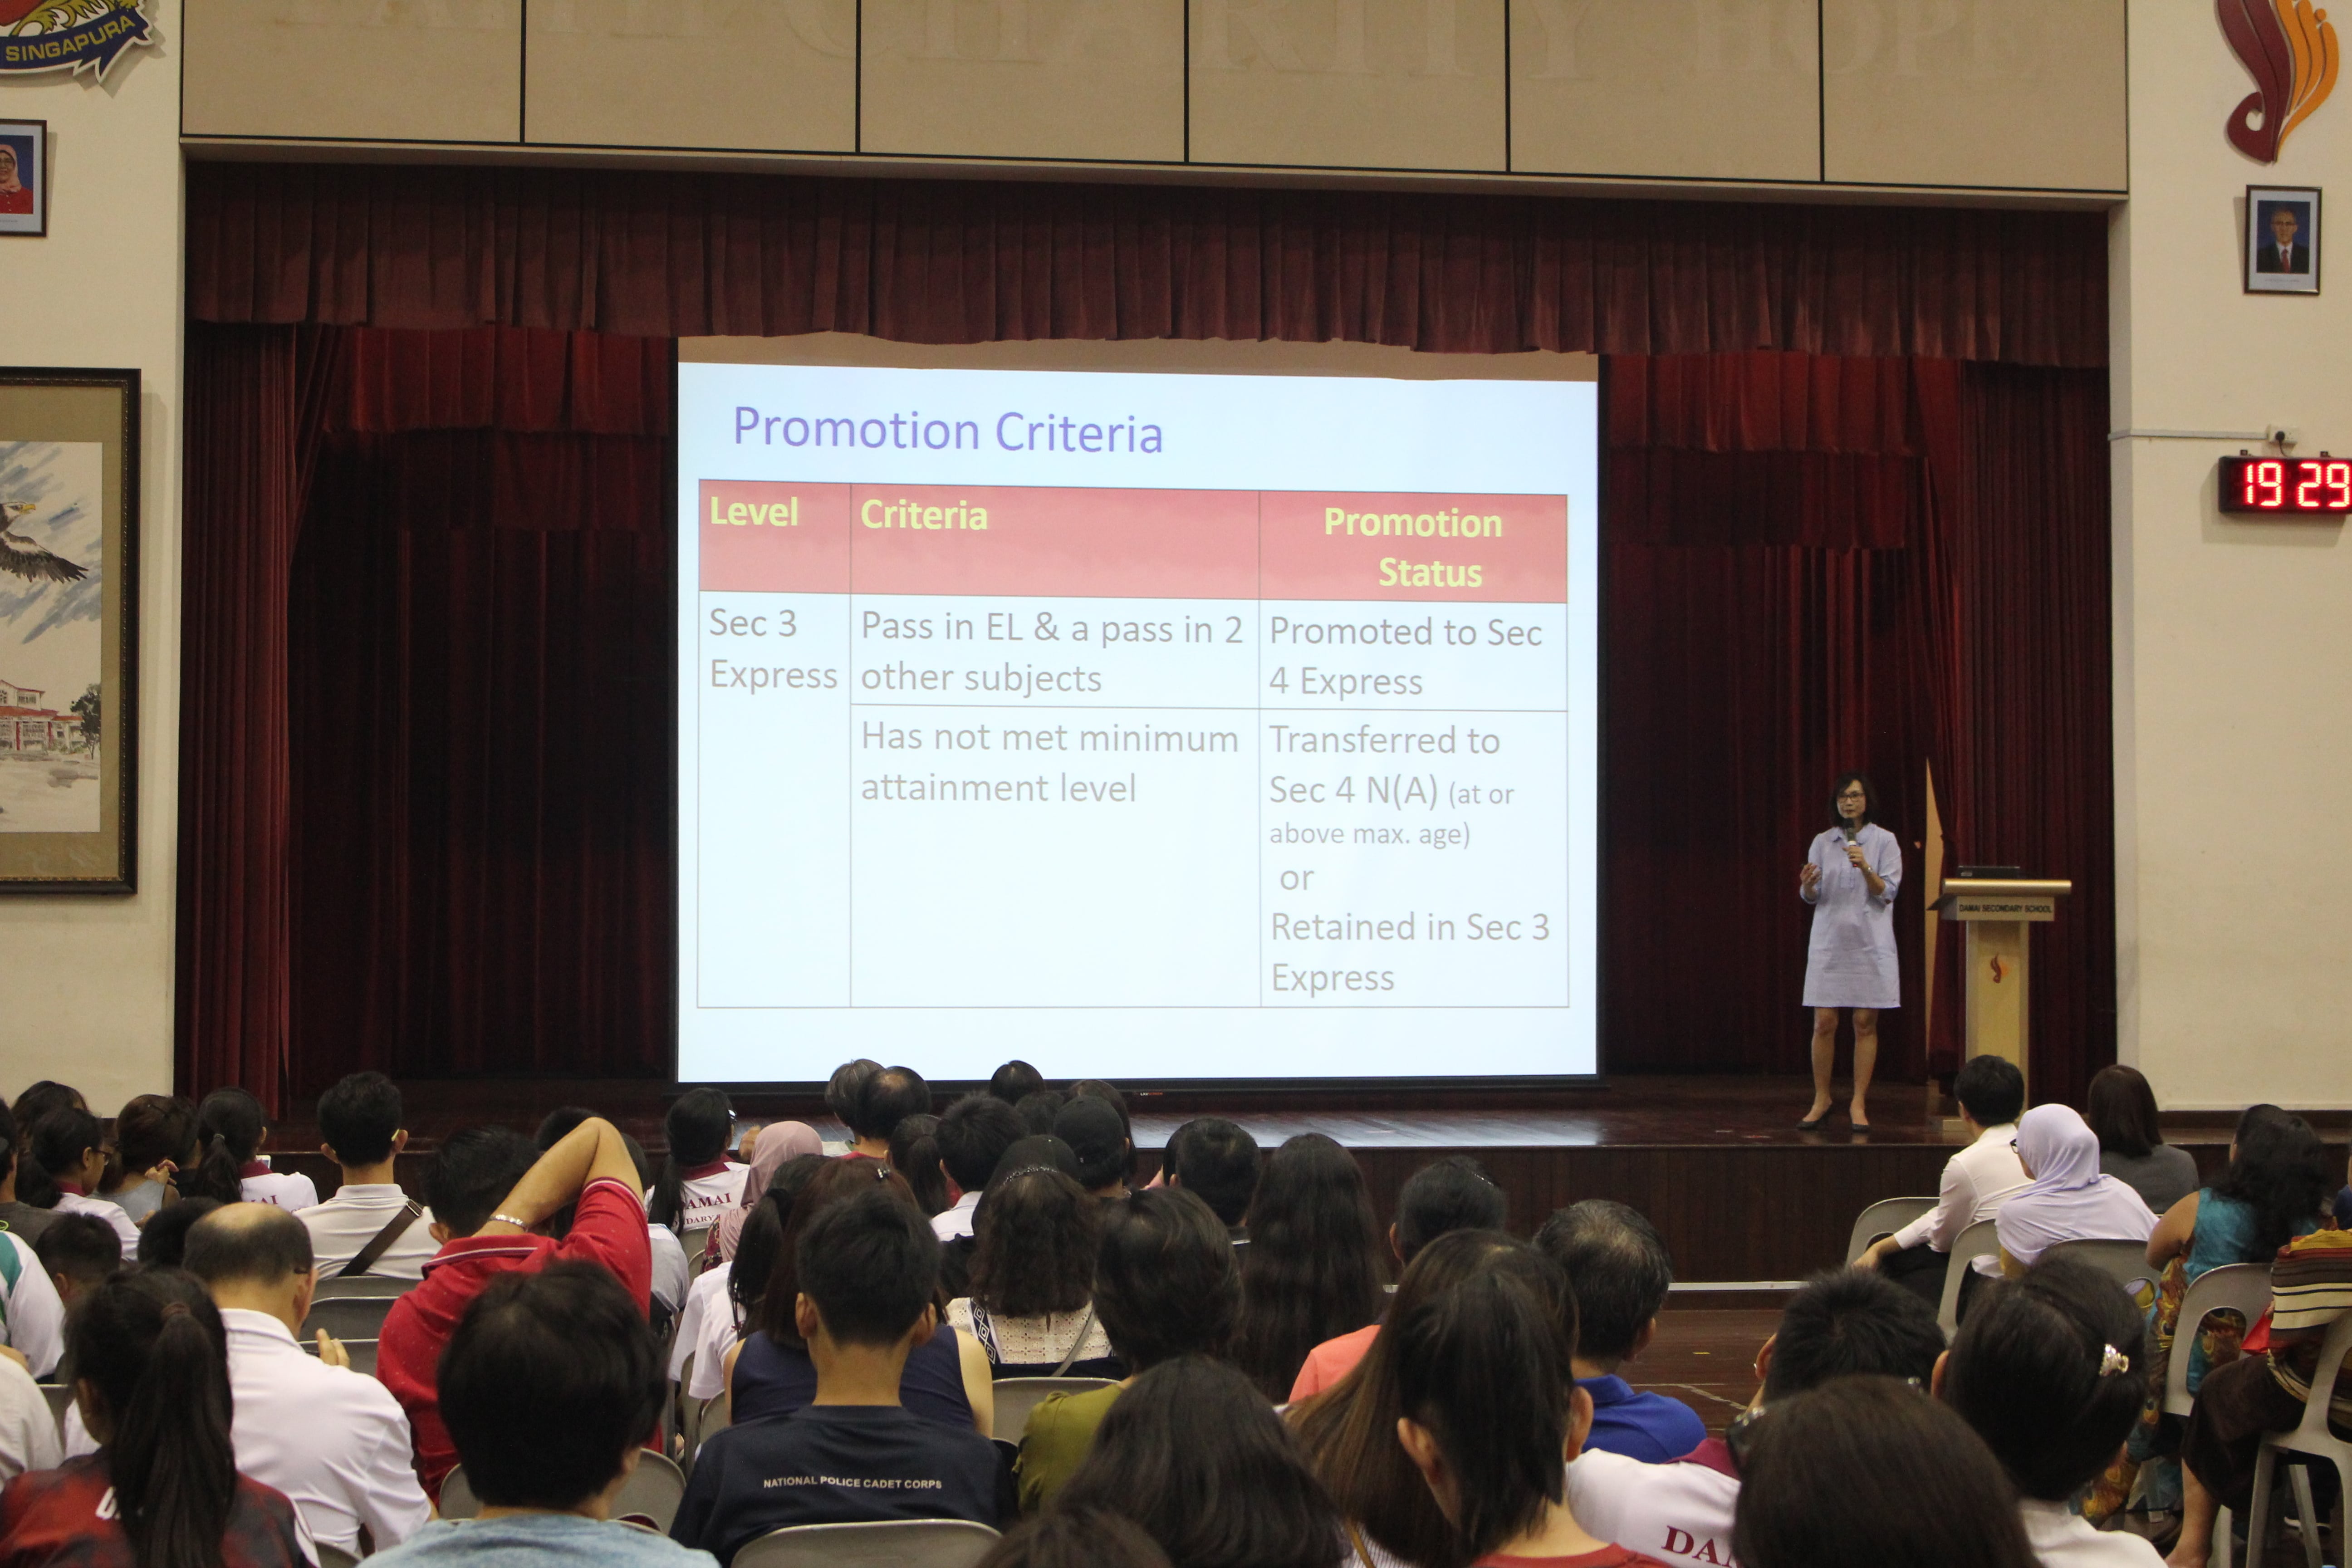 SINGAPURA
CHARITY HOPE
Promotion Criteria
Level
Criteria
Promotion
Status
Sec 3
Express
Pass in EL & a pass in 2
other subjects
Promoted to Sec
4 Express
Has not met minimum
attainment level
Transferred to
Sec 4 N(A) (at or
above max. age)
or
Retained in Sec 3
Express
19 29
DAMAI SECONDARY SCHOOL
NATIONAL POLICE CADET CORPS